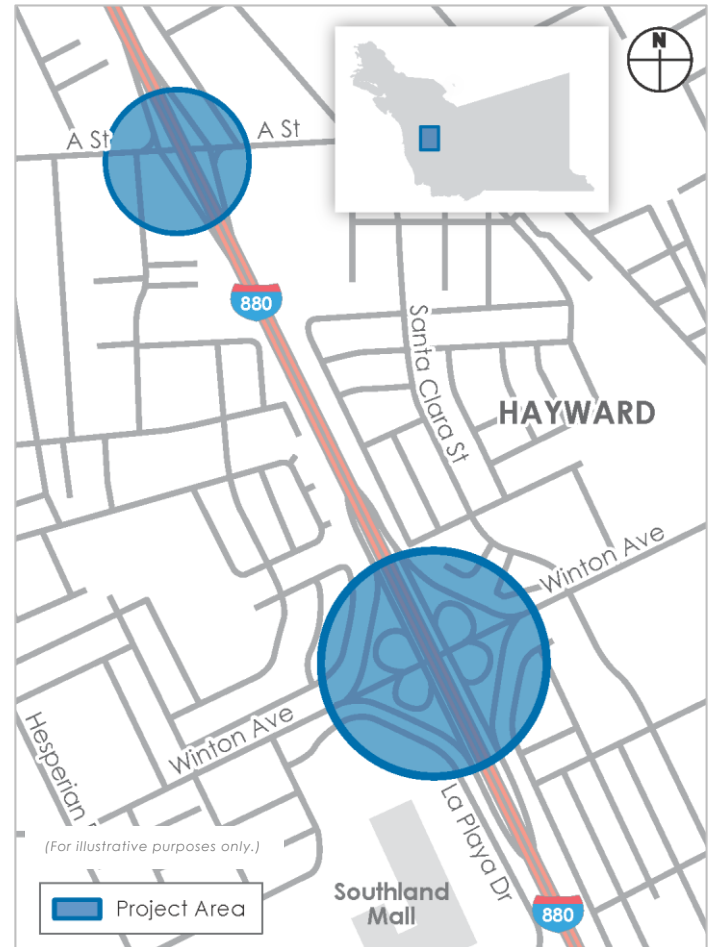 N
A St
A St
880
Santa Clara St
HAYWARD
Winton Ave
Winton Ave
Hesperian
La Playa Dr
(For illustrative purposes only.)
Project Area
Southland
Mall
880